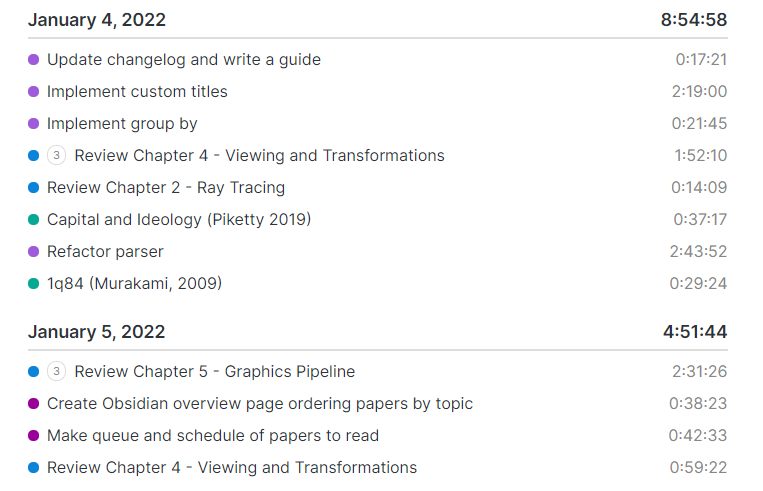 January 4, 2022 8:54:58
Update changelog and write a guide 0:17:21
Implement custom titles 2:19:00
Implement group by 0:21:45
3 Review Chapter 4 - Viewing and Transformations 1:52:10
Review Chapter 2 - Ray Tracing 0:14:09
Capital and Ideology (Piketty 2019) 0:37:17
Refactor parser 2:43:52
1q84 (Murakami, 2009) 0:29:24
January 5, 2022 4:51:44
3 Review Chapter 5 - Graphics Pipeline 2:31:26
Create Obsidian overview page ordering papers by topic 0:38:23
Make queue and schedule of papers to read 0:42:33
Review Chapter 4 - Viewing and Transformations 0:59:22